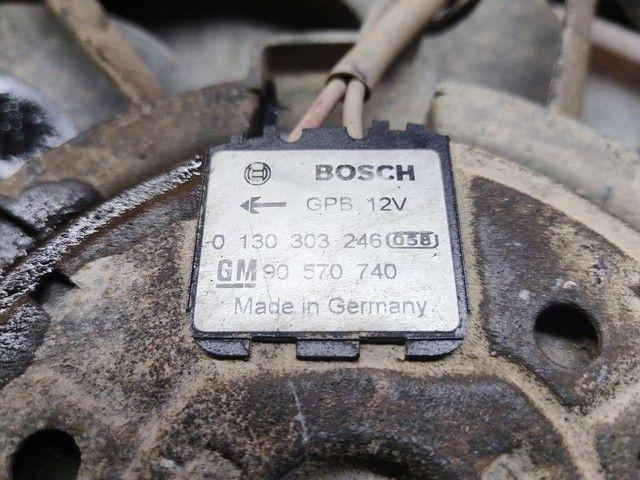 BOSCH
GPB 12V
0 130 303 246 058
GM 90 570 740
Made in Germany